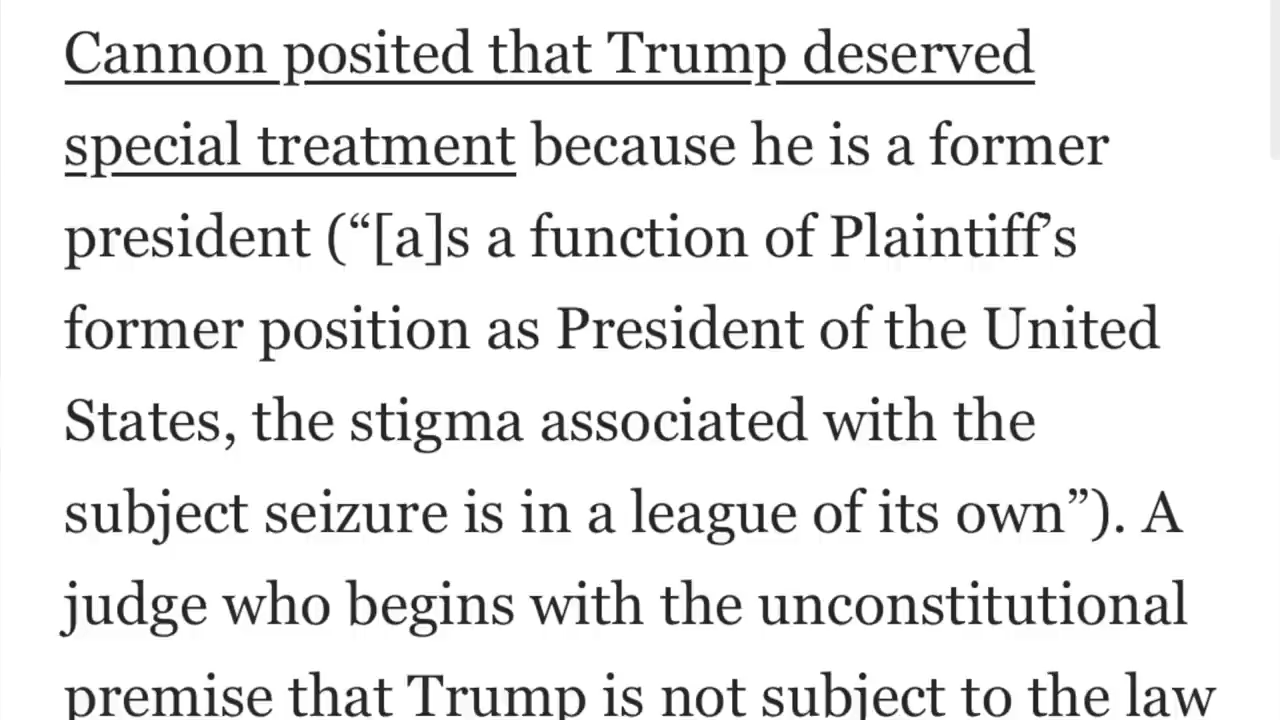 Cannon posited that Trump deserved
special treatment because he is a former
president (“[a]s a function of Plaintiff’s
former position as President of the United
States, the stigma associated with the
subject seizure is in a league of its own”). A
judge who begins with the unconstitutional
premise that Trump is not subject to the law